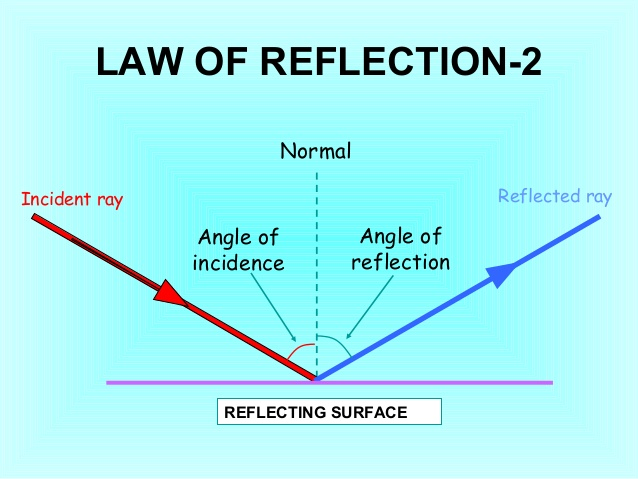 LAW OF REFLECTION-2
Normal
Incident ray
Reflected ray
Angle of
incidence
Angle of
reflection
REFLECTING SURFACE